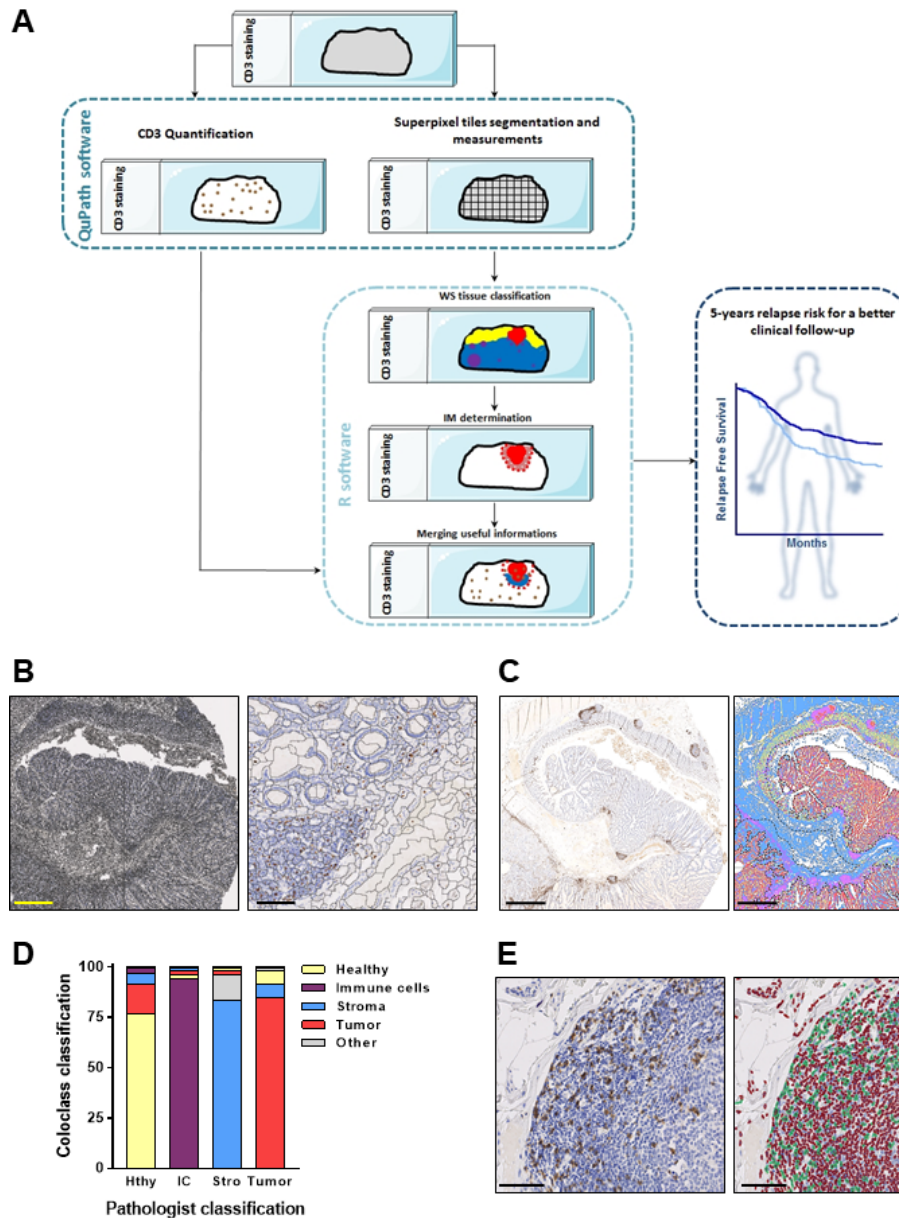 A
CD3 staining
QuPath software
CD3 Quantification
CD3 staining
Superpixel tiles segmentation and
measurements
CD3 staining
R software
WS tissue classification
CD3 staining
IM determination
CD3 staining
Merging useful informations
CD3 staining
5-years relapse risk for a better
clinical follow-up
Relapse Free Survival
Months
B
C
D
Coloclass classification
100
75
50
25
0
Hthy IC Stro Tumor
Pathologist classification
Healthy
Immune cells
Stroma
Tumor
Other
E